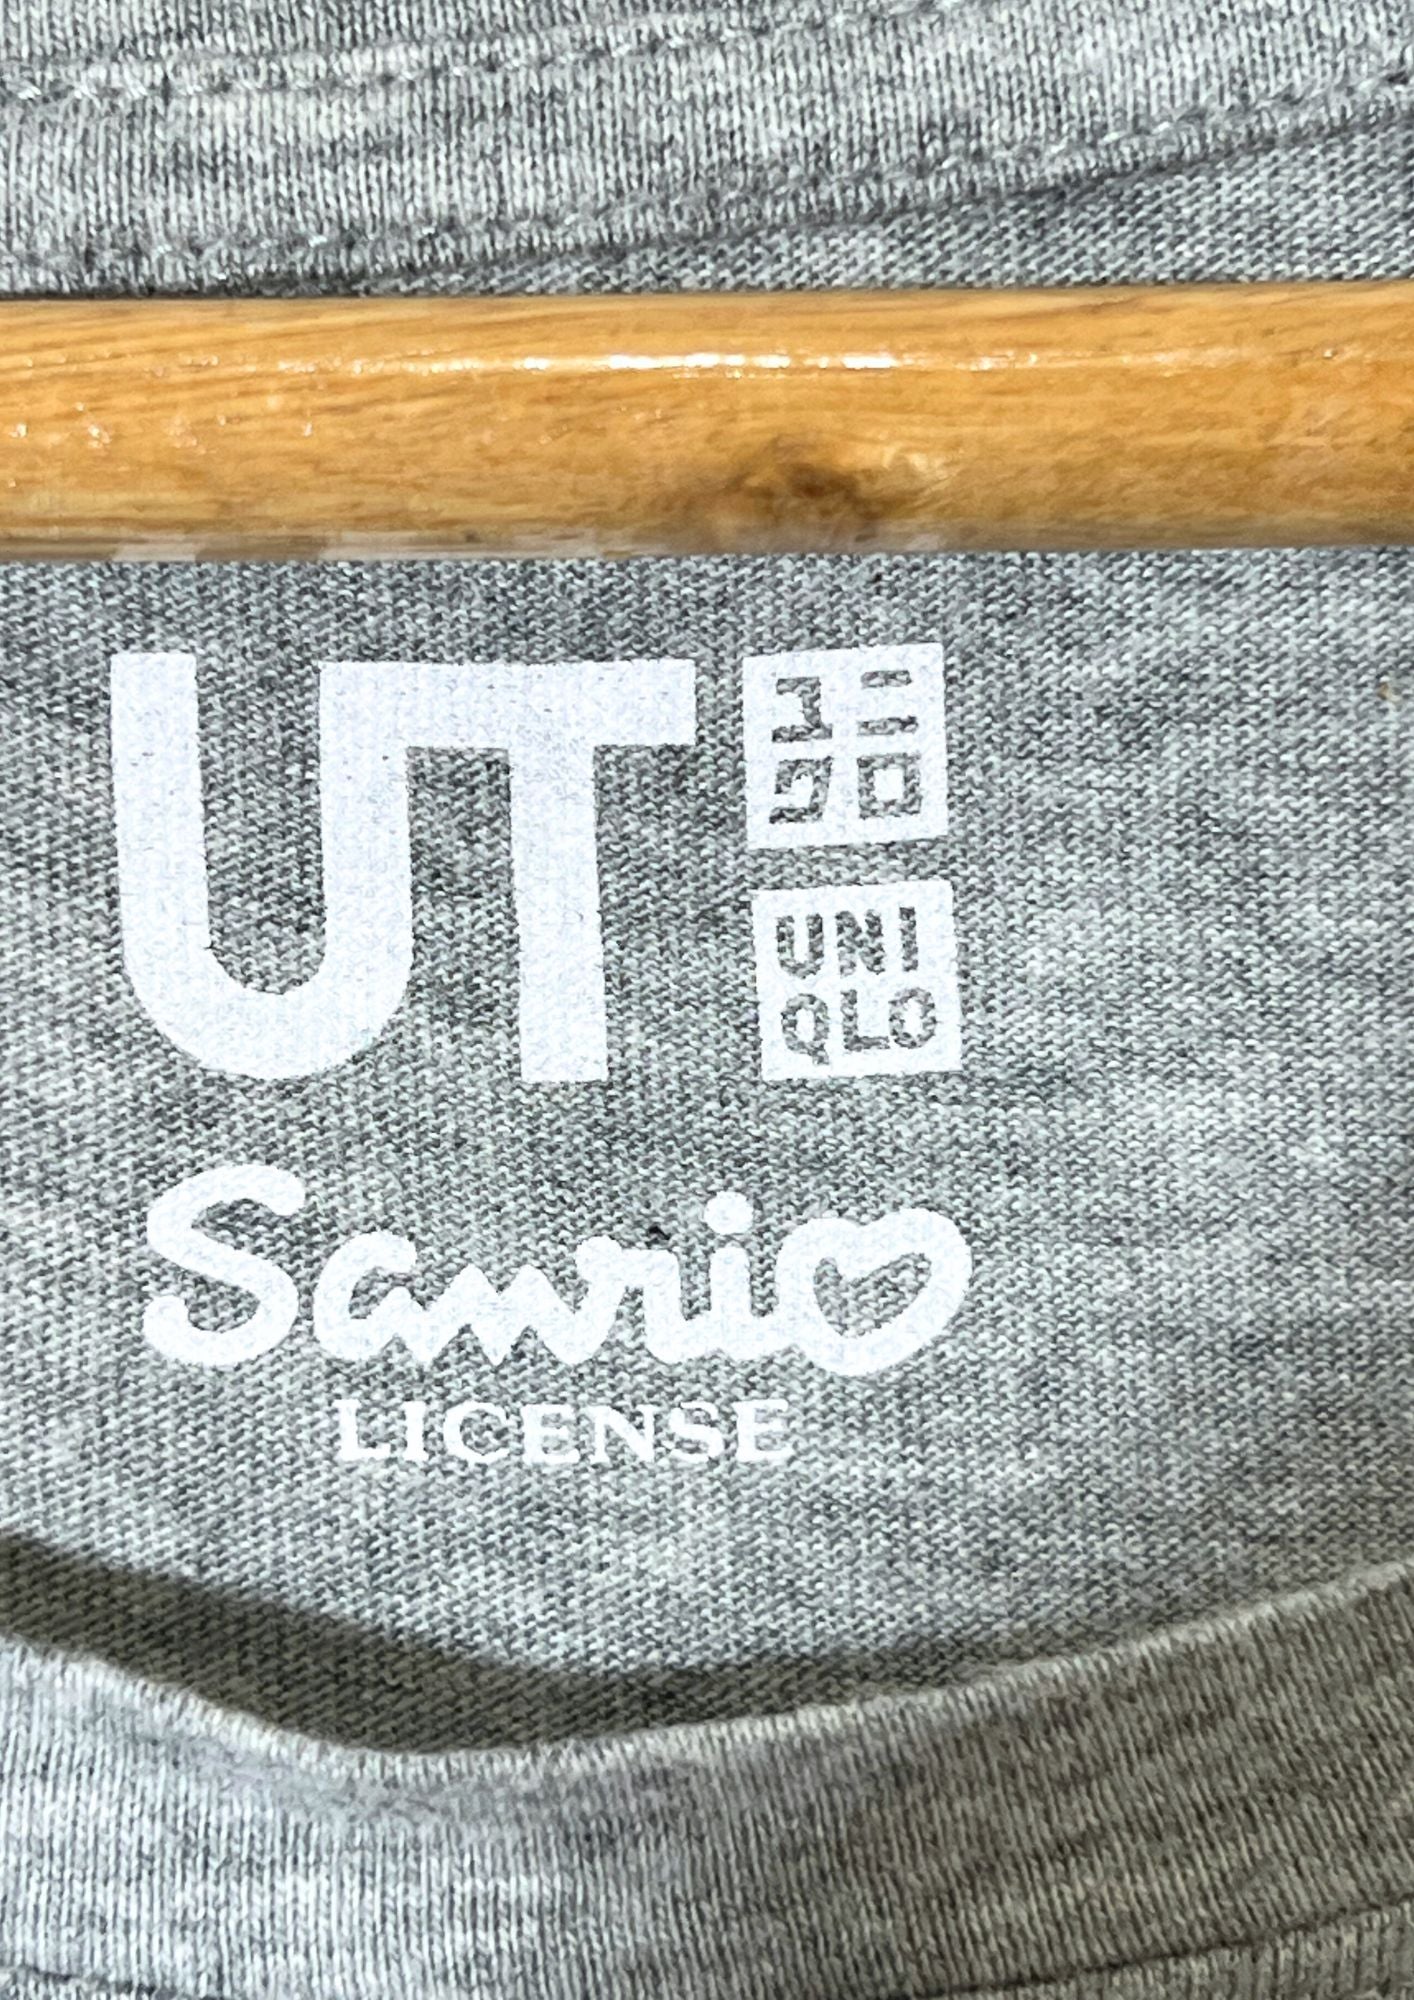 UT
ユニ
クロ
UNI
QLO
Sanrio
LICENSE